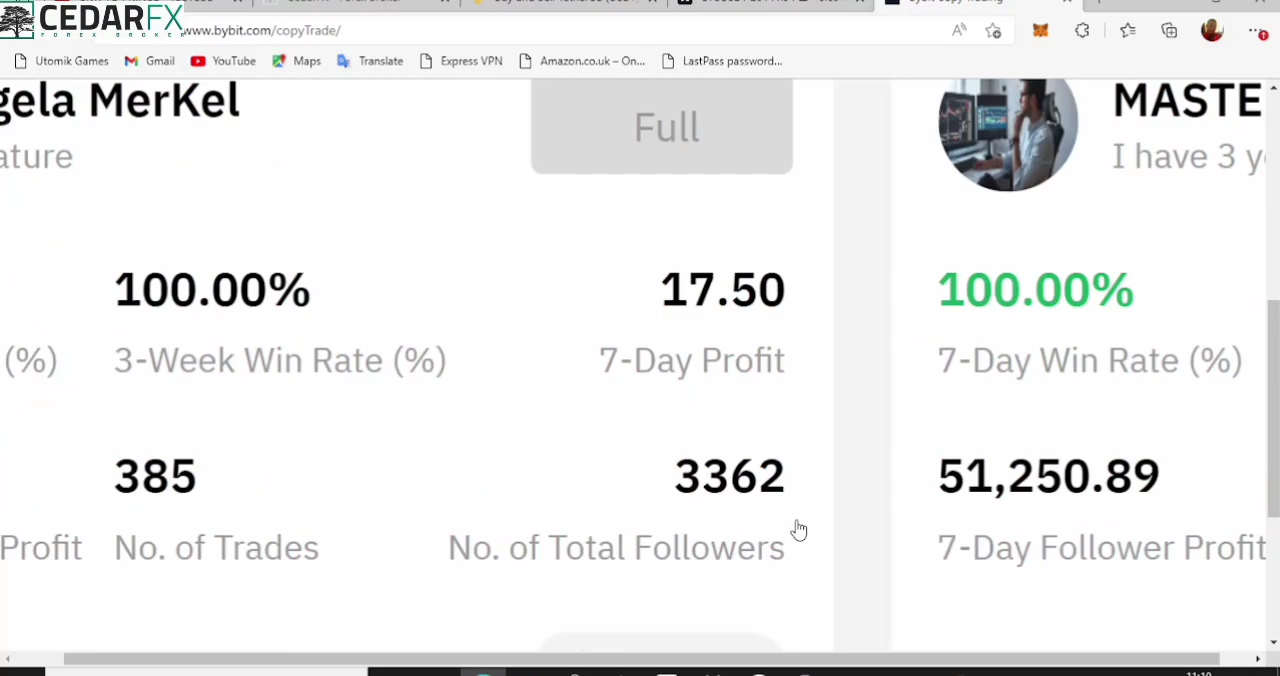 CEDARFX
FOREX BROKER
www.bybit.com/copyTrade/
Utomik Games
Gmail
YouTube
Maps
Translate
Express VPN
Amazon.co.uk – On...
LastPass password...
gela MerKel
ature
Full
MASTE
I have 3 y
100.00%
17.50
100.00%
(%)
3-Week Win Rate (%)
7-Day Profit
7-Day Win Rate (%)
385
3362
51,250.89
Profit
No. of Trades
No. of Total Followers
7-Day Follower Profit